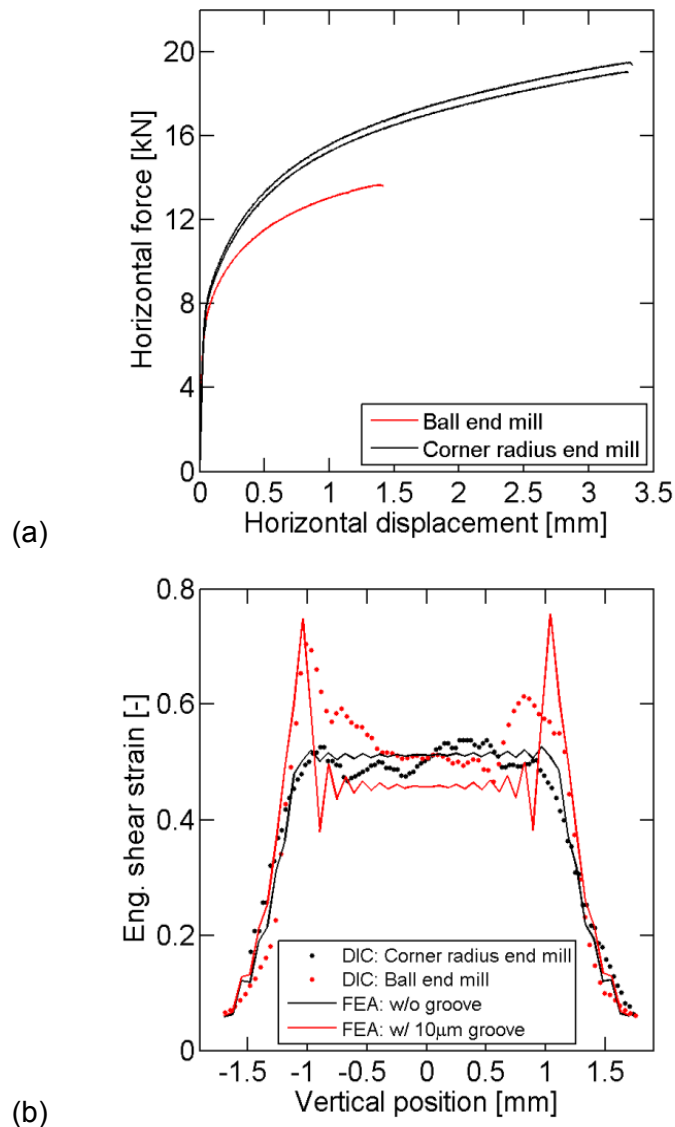 22
20
16
12
8
4
0
Horizontal force [kN]
Ball end mill
Corner radius end mill
0 0.5 1 1.5 2 2.5 3 3.5
Horizontal displacement [mm]
(a)
0.8
0.6
0.4
0.2
0
Eng. shear strain [-]
DIC: Corner radius end mill
DIC: Ball end mill
FEA: w/o groove
FEA: w/ 10μm groove
-1.5 -1 -0.5 0 0.5 1 1.5
Vertical position [mm]
(b)